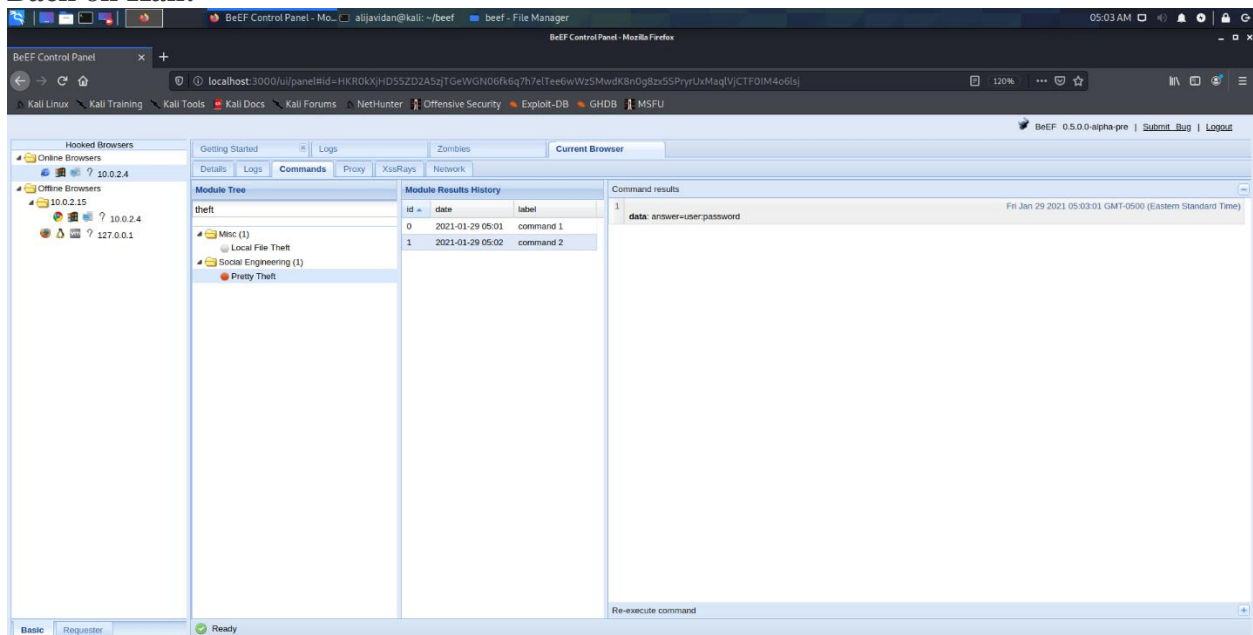 BeEF Control Panel - Mo...
alijavidan@kali: ~/beef
beef - File Manager
05:03 AM
BeEF Control Panel - Mozilla Firefox
BeEF Control Panel
localhost:3000/ui/panel#id=HKR0kXjHD55ZD2A5zjTGeWGN06fk6q7h7elTee6wWzSMwdK8n0g8zx5SPryrUxMaqlVjCTF0IM4o6lsj
120%
Kali Linux
Kali Training
Kali Tools
Kali Docs
Kali Forums
NetHunter
Offensive Security
Exploit-DB
GHDB
MSFU
BeEF 0.5.0.0-alpha-pre | Submit Bug | Logout
Hooked Browsers
Online Browsers
? 10.0.2.4
Offline Browsers
10.0.2.15
? 10.0.2.4
? 127.0.0.1
Basic
Requester
Getting Started
Logs
Zombies
Current Browser
Details
Logs
Commands
Proxy
XssRays
Network
Module Tree
theft
Misc (1)
Local File Theft
Social Engineering (1)
Pretty Theft
Module Results History
id date label
0 2021-01-29 05:01 command 1
1 2021-01-29 05:02 command 2
Command results
1 Fri Jan 29 2021 05:03:01 GMT-0500 (Eastern Standard Time)
data: answer=user:password
Re-execute command
Ready